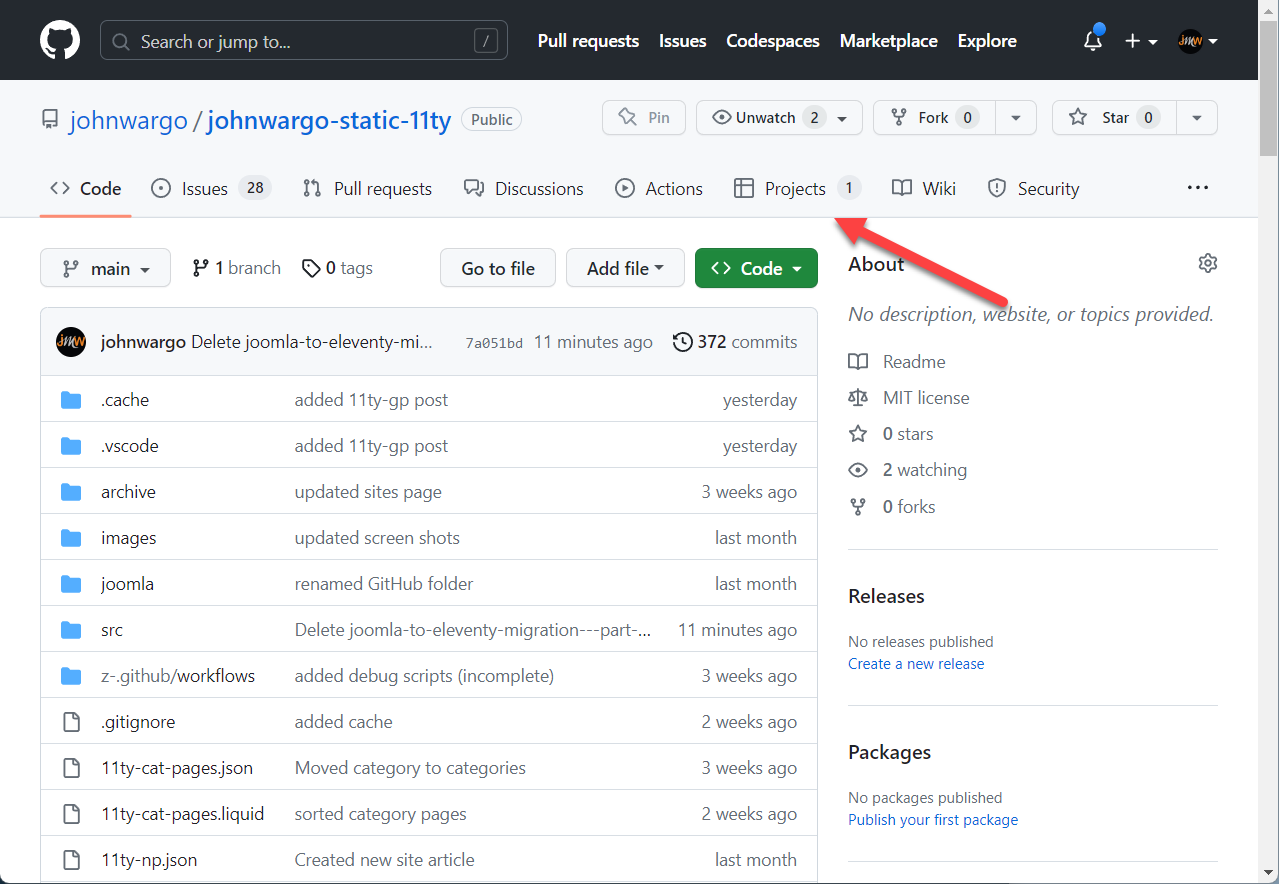 Search or jump to... / Pull requests Issues Codespaces Marketplace Explore JMW
johnwargo / johnwargo-static-11ty Public Pin Unwatch 2 Fork 0 Star 0
Code Issues 28 Pull requests Discussions Actions Projects 1 Wiki Security ...
main 1 branch 0 tags Go to file Add file Code
About
No description, website, or topics provided.
JMW johnwargo Delete joomla-to-eleventy-mi... 7a051bd 11 minutes ago 372 commits
Readme
.cache added 11ty-gp post yesterday
MIT license
0 stars
.vscode added 11ty-gp post yesterday
2 watching
archive updated sites page 3 weeks ago
0 forks
images updated screen shots last month
joomla renamed GitHub folder last month
Releases
src Delete joomla-to-eleventy-migration---part-... 11 minutes ago
No releases published
Create a new release
z-.github/workflows added debug scripts (incomplete) 3 weeks ago
.gitignore added cache 2 weeks ago
Packages
11ty-cat-pages.json Moved category to categories 3 weeks ago
No packages published
11ty-cat-pages.liquid sorted category pages 2 weeks ago
Publish your first package
11ty-np.json Created new site article last month